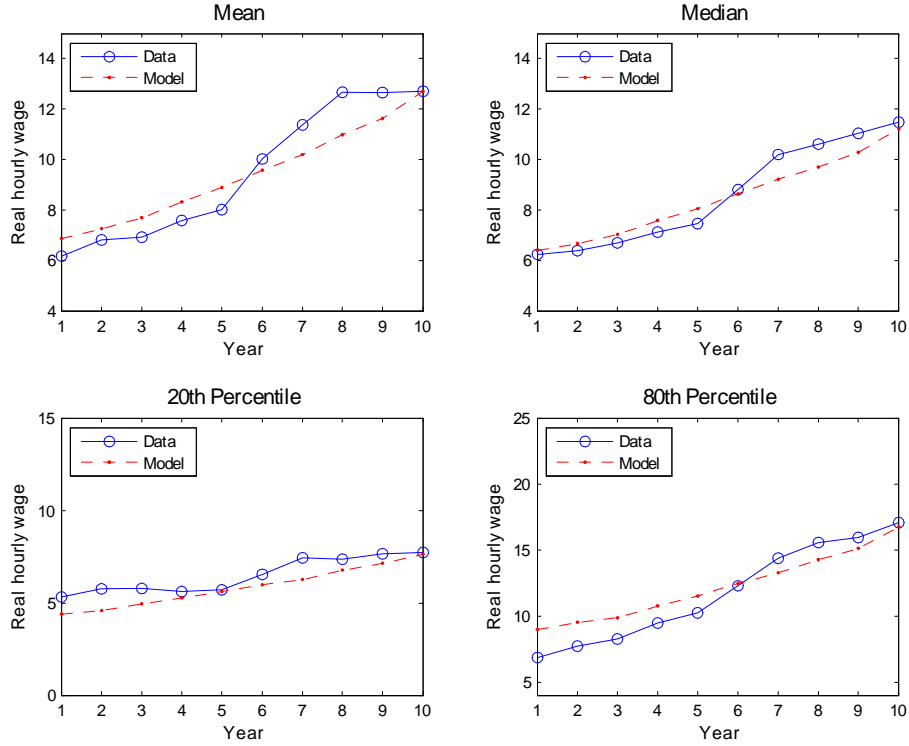 Mean
Data
Model
Real hourly wage
14
12
10
8
6
4
1 2 3 4 5 6 7 8 9 10
Year
Median
Data
Model
Real hourly wage
14
12
10
8
6
4
1 2 3 4 5 6 7 8 9 10
Year
20th Percentile
Data
Model
Real hourly wage
15
10
5
0
1 2 3 4 5 6 7 8 9 10
Year
80th Percentile
Data
Model
Real hourly wage
25
20
15
10
5
1 2 3 4 5 6 7 8 9 10
Year